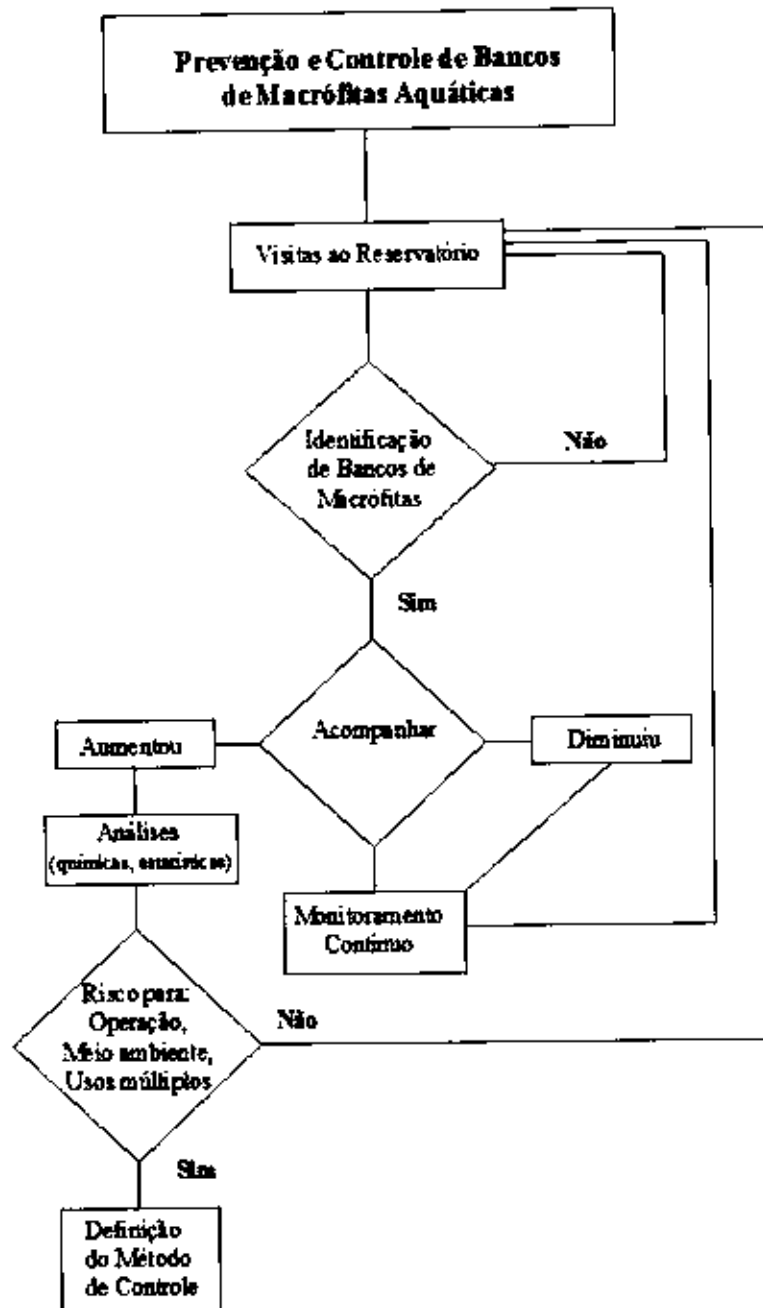 Prevenção e Controle de Bancos
de Macrófitas Aquáticas
Visitas ao Reservatório
Identificação
de Bancos de
Macrófitas
Não
Sim
Acompanhar
Aumentou
Diminuiu
Análises
(químicas, estatísticas)
Monitoramento
Contínuo
Risco para:
Operação,
Meio ambiente,
Usos múltiplos
Não
Sim
Definição
do Método
de Controle